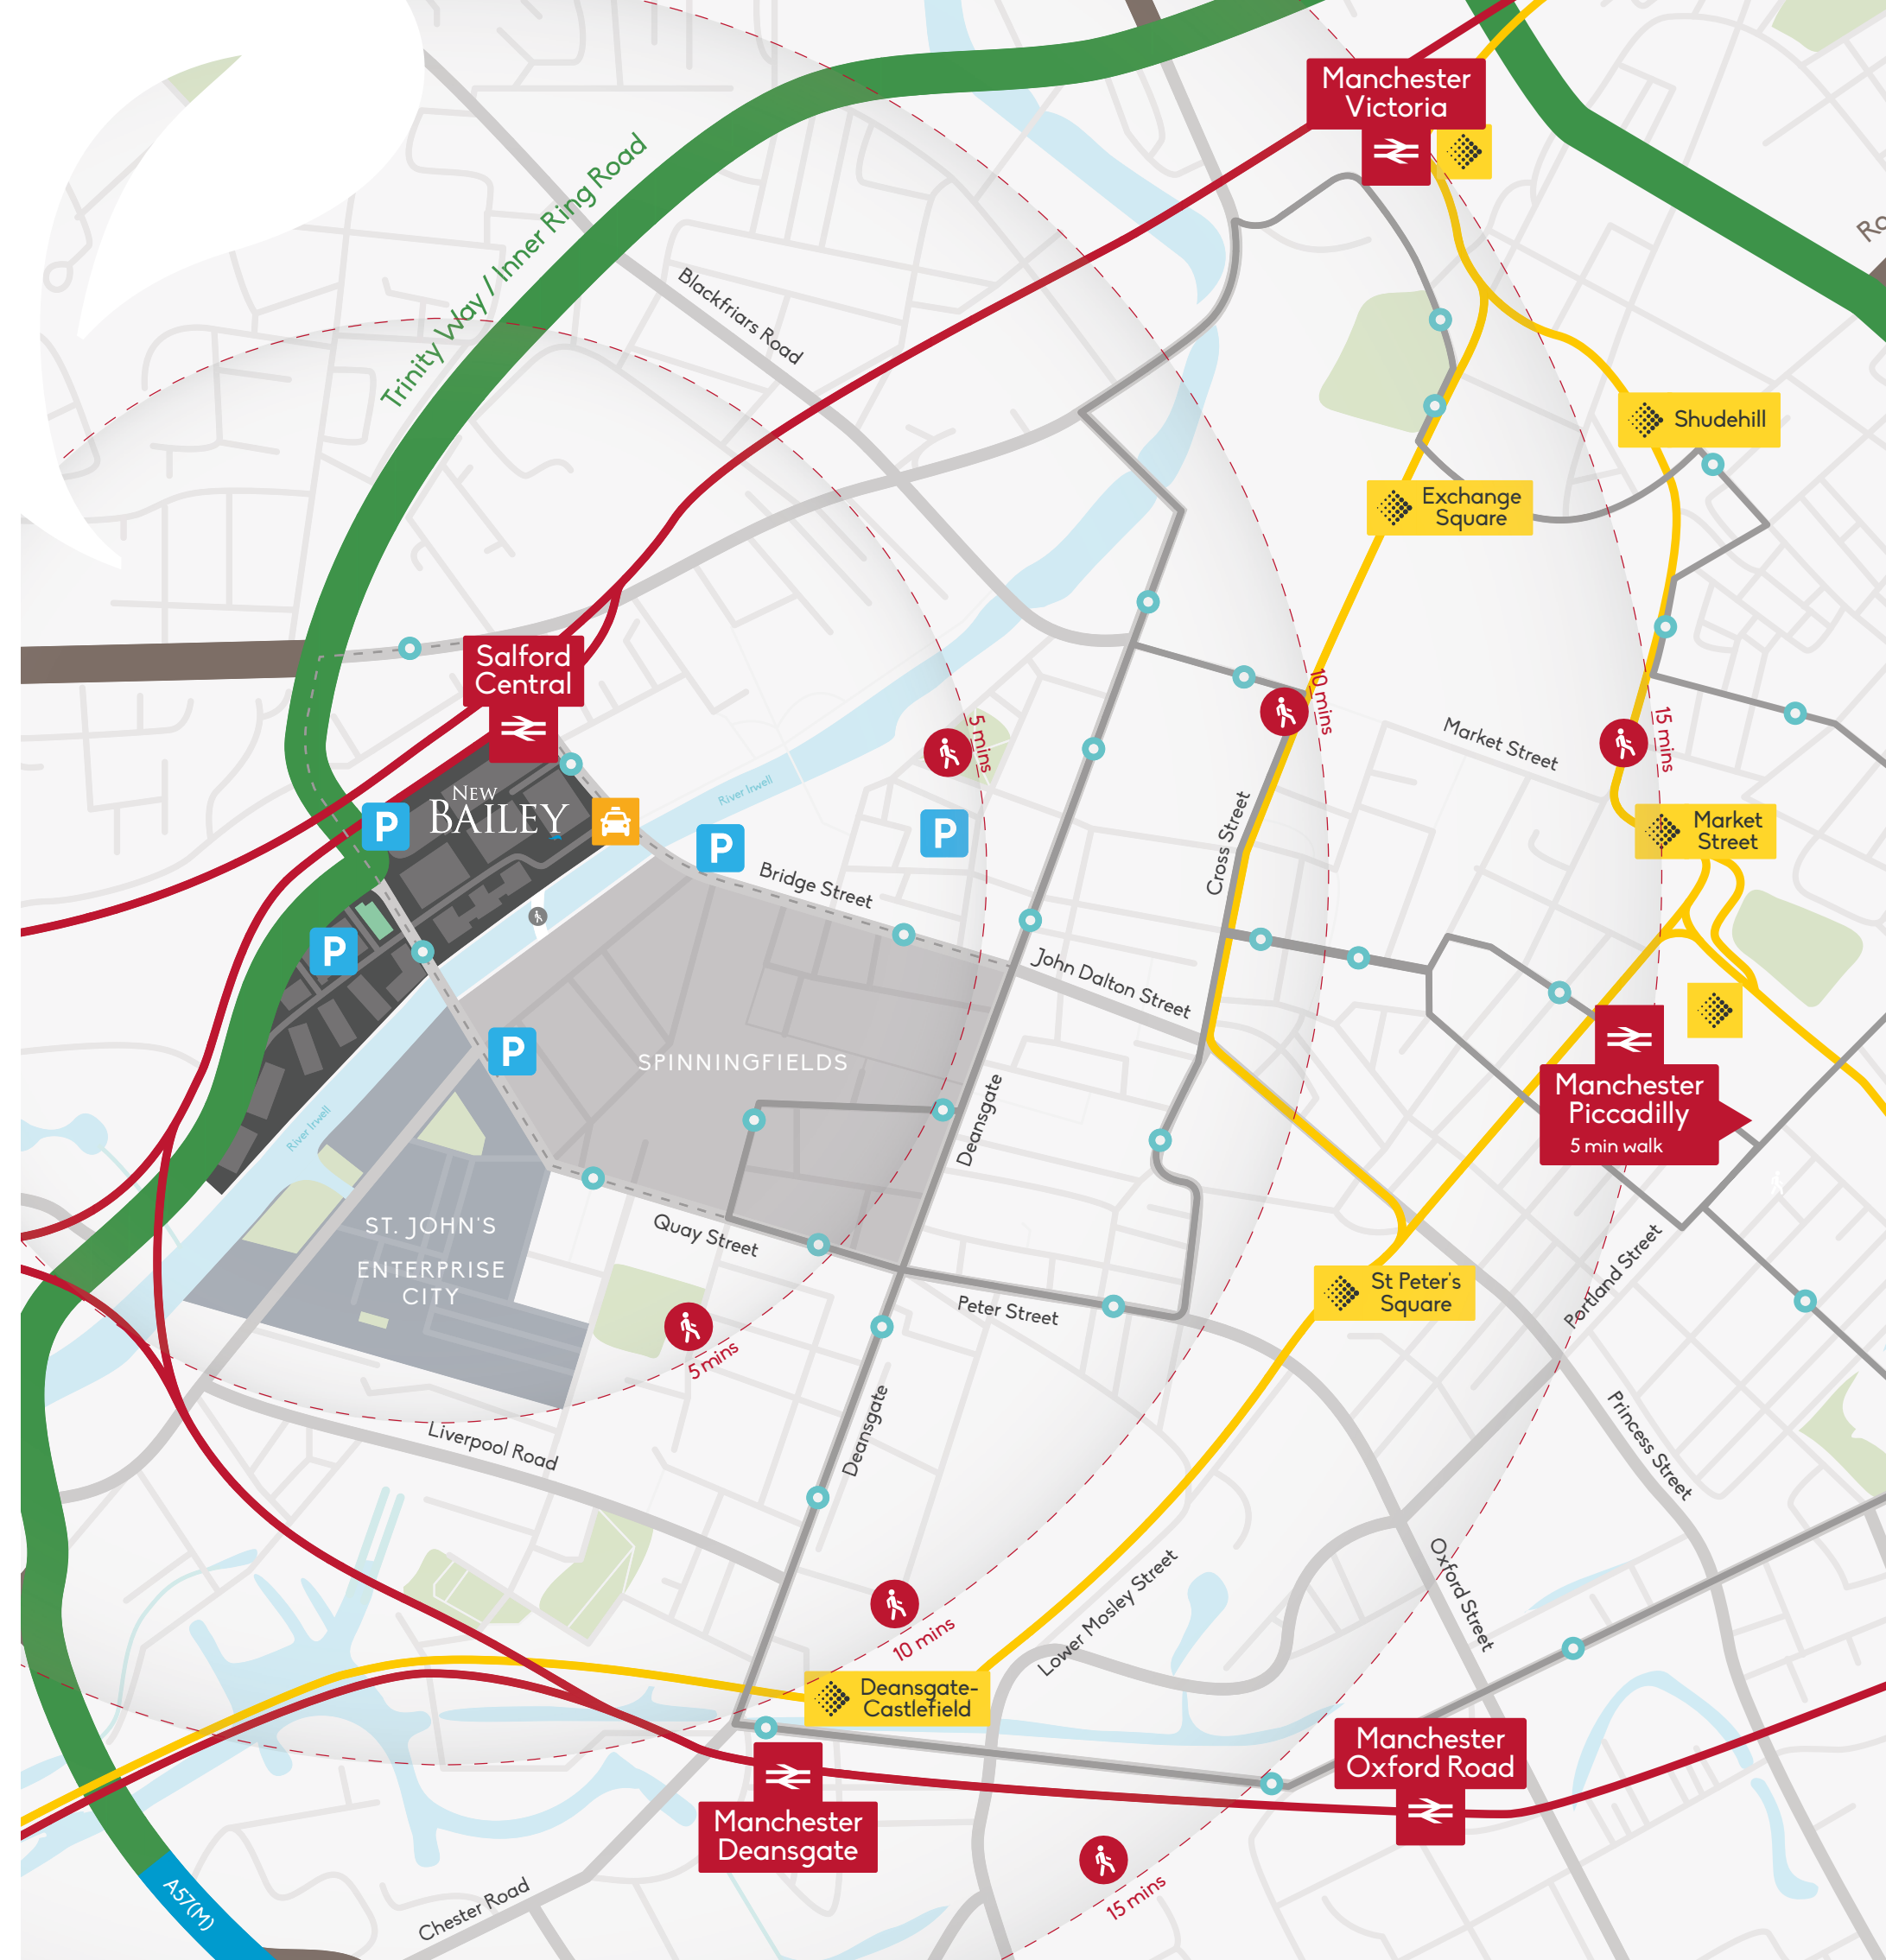 Manchester
Victoria
Ro
Trinity Way / Inner Ring Road
Blackfriars Road
Shudehill
Exchange
Square
Salford
Central
10 mins
5 mins
15 mins
Market Street
NEW
BAILEY
P
River Irwell
P
P
Cross Street
Market
Street
Bridge Street
P
John Dalton Street
P
SPINNINGFIELDS
Manchester
Piccadilly
5 min walk
River Irwell
Deansgate
ST. JOHN'S
ENTERPRISE
CITY
Quay Street
Peter Street
St Peter's
Square
Portland Street
5 mins
Deansgate
Liverpool Road
Princess Street
Oxford Street
Lower Mosley Street
10 mins
Deansgate-
Castlefield
Manchester
Oxford Road
Manchester
Deansgate
A57(M)
Chester Road
15 mins